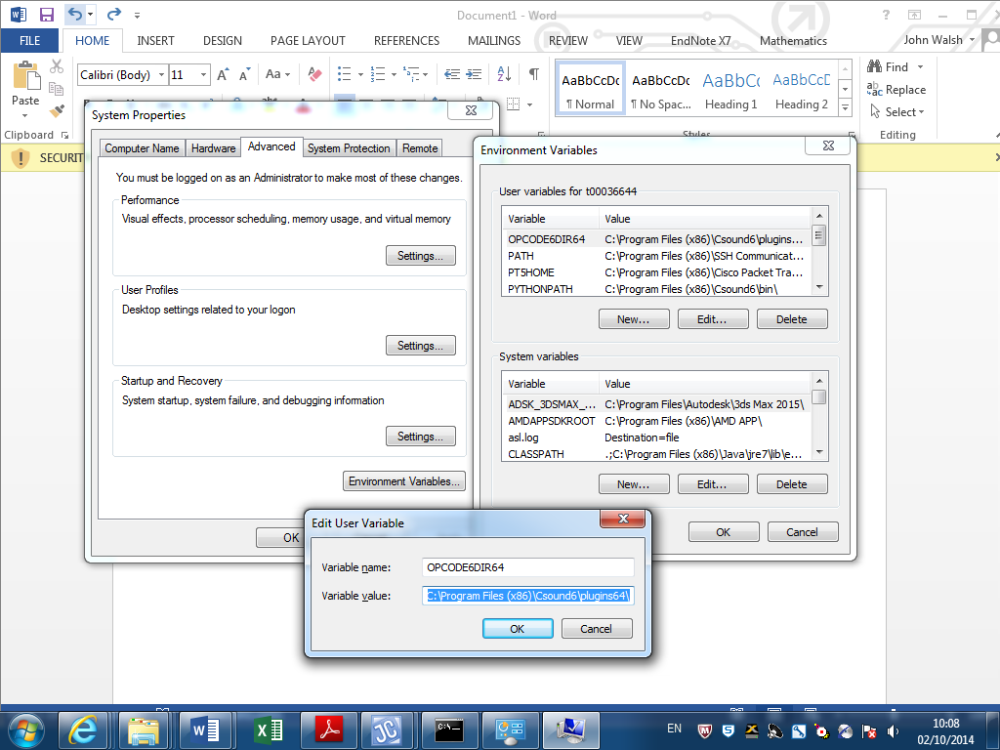 Document1 - Word
FILE HOME INSERT DESIGN PAGE LAYOUT REFERENCES MAILINGS REVIEW VIEW EndNote X7 Mathematics John Walsh
Paste
Calibri (Body) 11
Aa
AaBbCcDc AaBbCcDc AaBbCc AaBbCcD
¶ Normal ¶ No Spac... Heading 1 Heading 2
Find
Replace
Select
Clipboard
Styles
Editing
SECURIT
System Properties
Computer Name Hardware Advanced System Protection Remote
You must be logged on as an Administrator to make most of these changes.
Performance
Visual effects, processor scheduling, memory usage, and virtual memory
Settings...
User Profiles
Desktop settings related to your logon
Settings...
Startup and Recovery
System startup, system failure, and debugging information
Settings...
Environment Variables...
OK
Environment Variables
User variables for t00036644
Variable Value
OPCODE6DIR64 C:\Program Files (x86)\Csound6\plugins...
PATH C:\Program Files (x86)\SSH Communicat...
PT5HOME C:\Program Files (x86)\Cisco Packet Tra...
PYTHONPATH C:\Program Files (x86)\Csound6\bin\
New... Edit... Delete
System variables
Variable Value
ADSK_3DSMAX_... C:\Program Files\Autodesk\3ds Max 2015\
AMDAPPSDKROOT C:\Program Files (x86)\AMD APP\
asl.log Destination=file
CLASSPATH .;C:\Program Files (x86)\Java\jre7\lib\e...
New... Edit... Delete
OK Cancel
Edit User Variable
Variable name: OPCODE6DIR64
Variable value: C:\Program Files (x86)\Csound6\plugins64\
OK Cancel
EN
10:08
02/10/2014